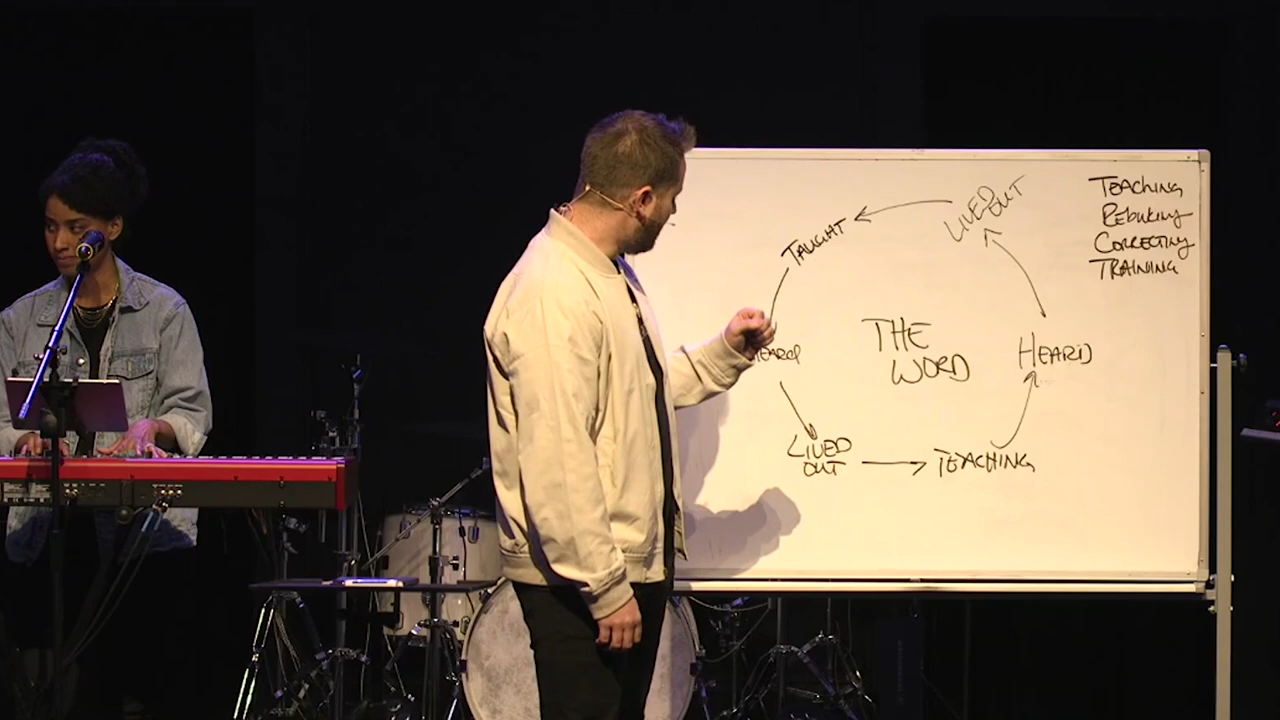 TEACHING
REBUKING
CORRECTING
TRAINING
LIVED OUT
TAUGHT
THE
WORD
HEARD
LIVED
OUT
TEACHING